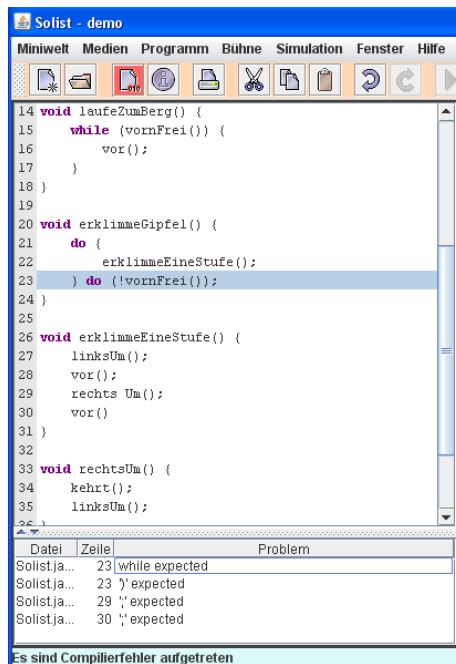 Solist - demo
Miniwelt Medien Programm Bühne Simulation Fenster Hilfe
010
14 void laufeZumBerg() {
15 while (vornFrei()) {
16 vor();
17 }
18 }
19
20 void erklimmeGipfel() {
21 do {
22 erklimmeEineStufe();
23 } do (!vornFrei());
24 }
25
26 void erklimmeEineStufe() {
27 linksUm();
28 vor();
29 rechts Um();
30 vor()
31 }
32
33 void rechtsUm() {
34 kehrt();
35 linksUm();
36 }
Datei Zeile Problem
Solist.ja... 23 while expected
Solist.ja... 23 ')' expected
Solist.ja... 29 ';' expected
Solist.ja... 30 ';' expected
Es sind Compilierfehler aufgetreten